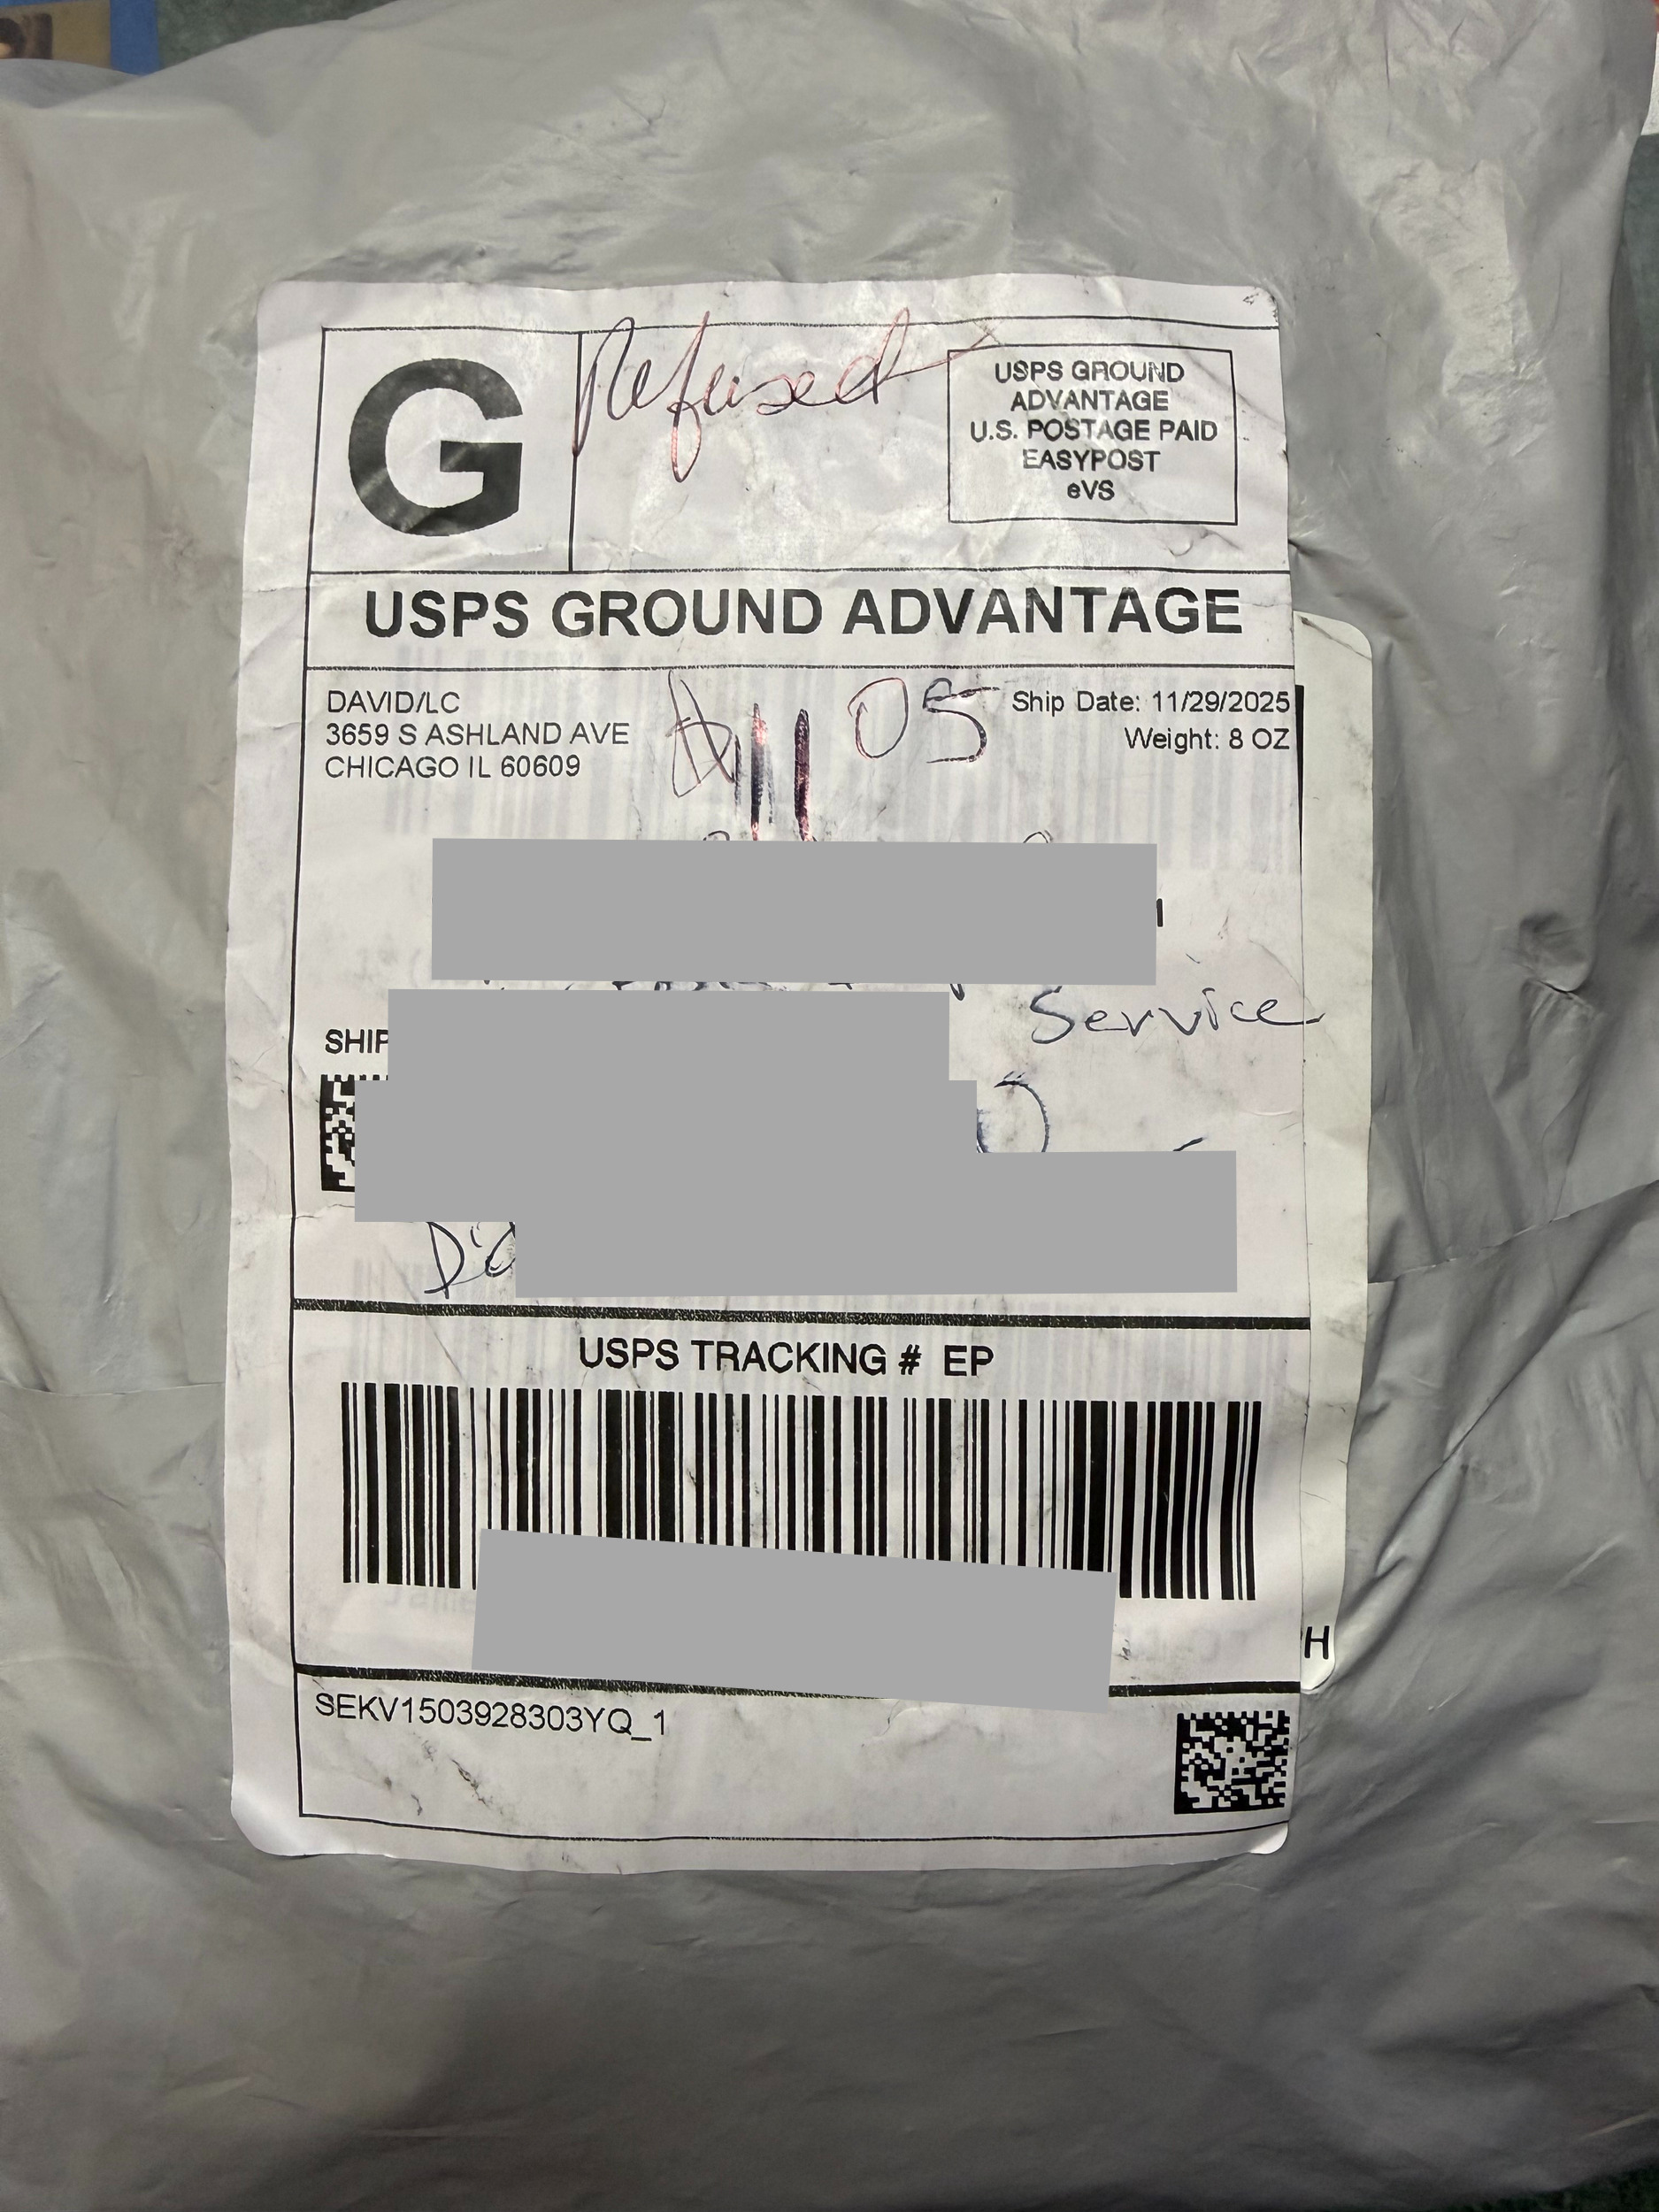 G
Refused
USPS GROUND
ADVANTAGE
U.S. POSTAGE PAID
EASYPOST
eVS
USPS GROUND ADVANTAGE
DAVID/LC
3659 S ASHLAND AVE
CHICAGO IL 60609
05
Ship Date: 11/29/2025
Weight: 8 OZ
Service
SHIP
USPS TRACKING # EP
H
SEKV1503928303YQ_1